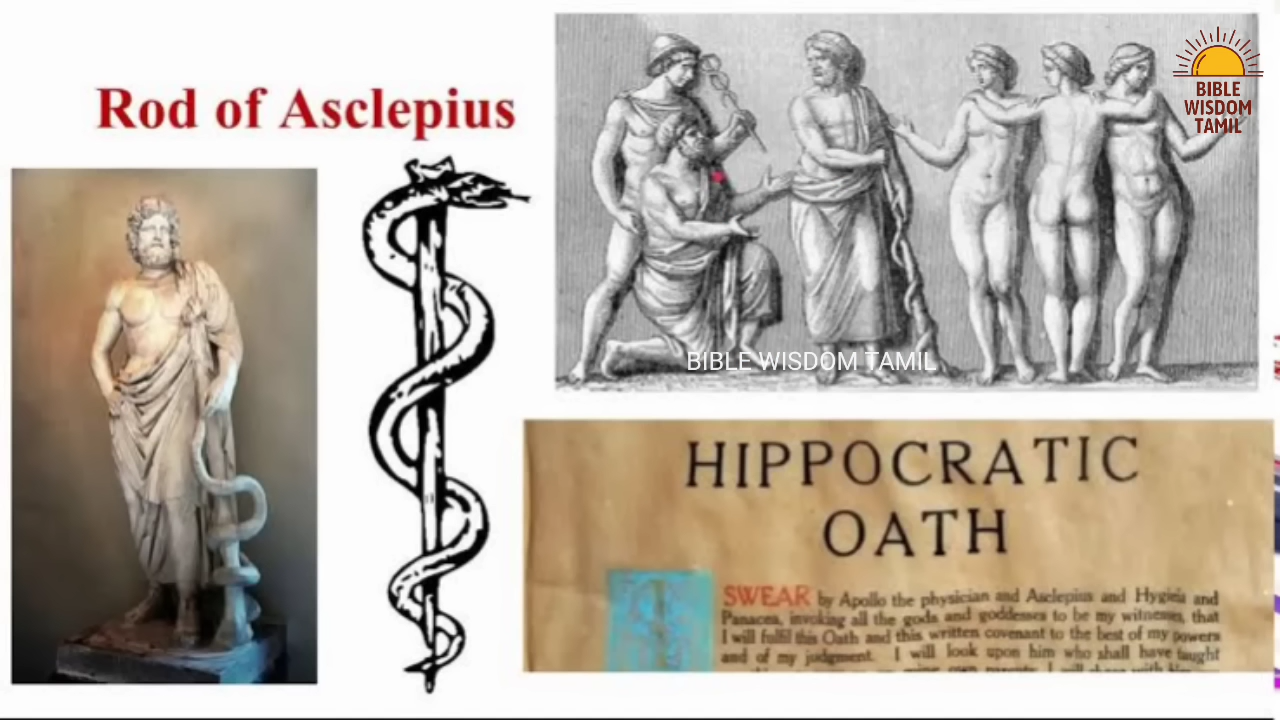 Rod of Asclepius
BIBLE
WISDOM
TAMIL
BIBLE WISDOM TAMIL
HIPPOCRATIC
OATH
SWEAR by Apollo the physician and Asclepius and Hygieia and
Panacea, invoking all the gods and goddesses to be my witnesses, that
I will fulfil this Oath and this written covenant to the best of my powers
and of my judgment. I will look upon him who shall have taught